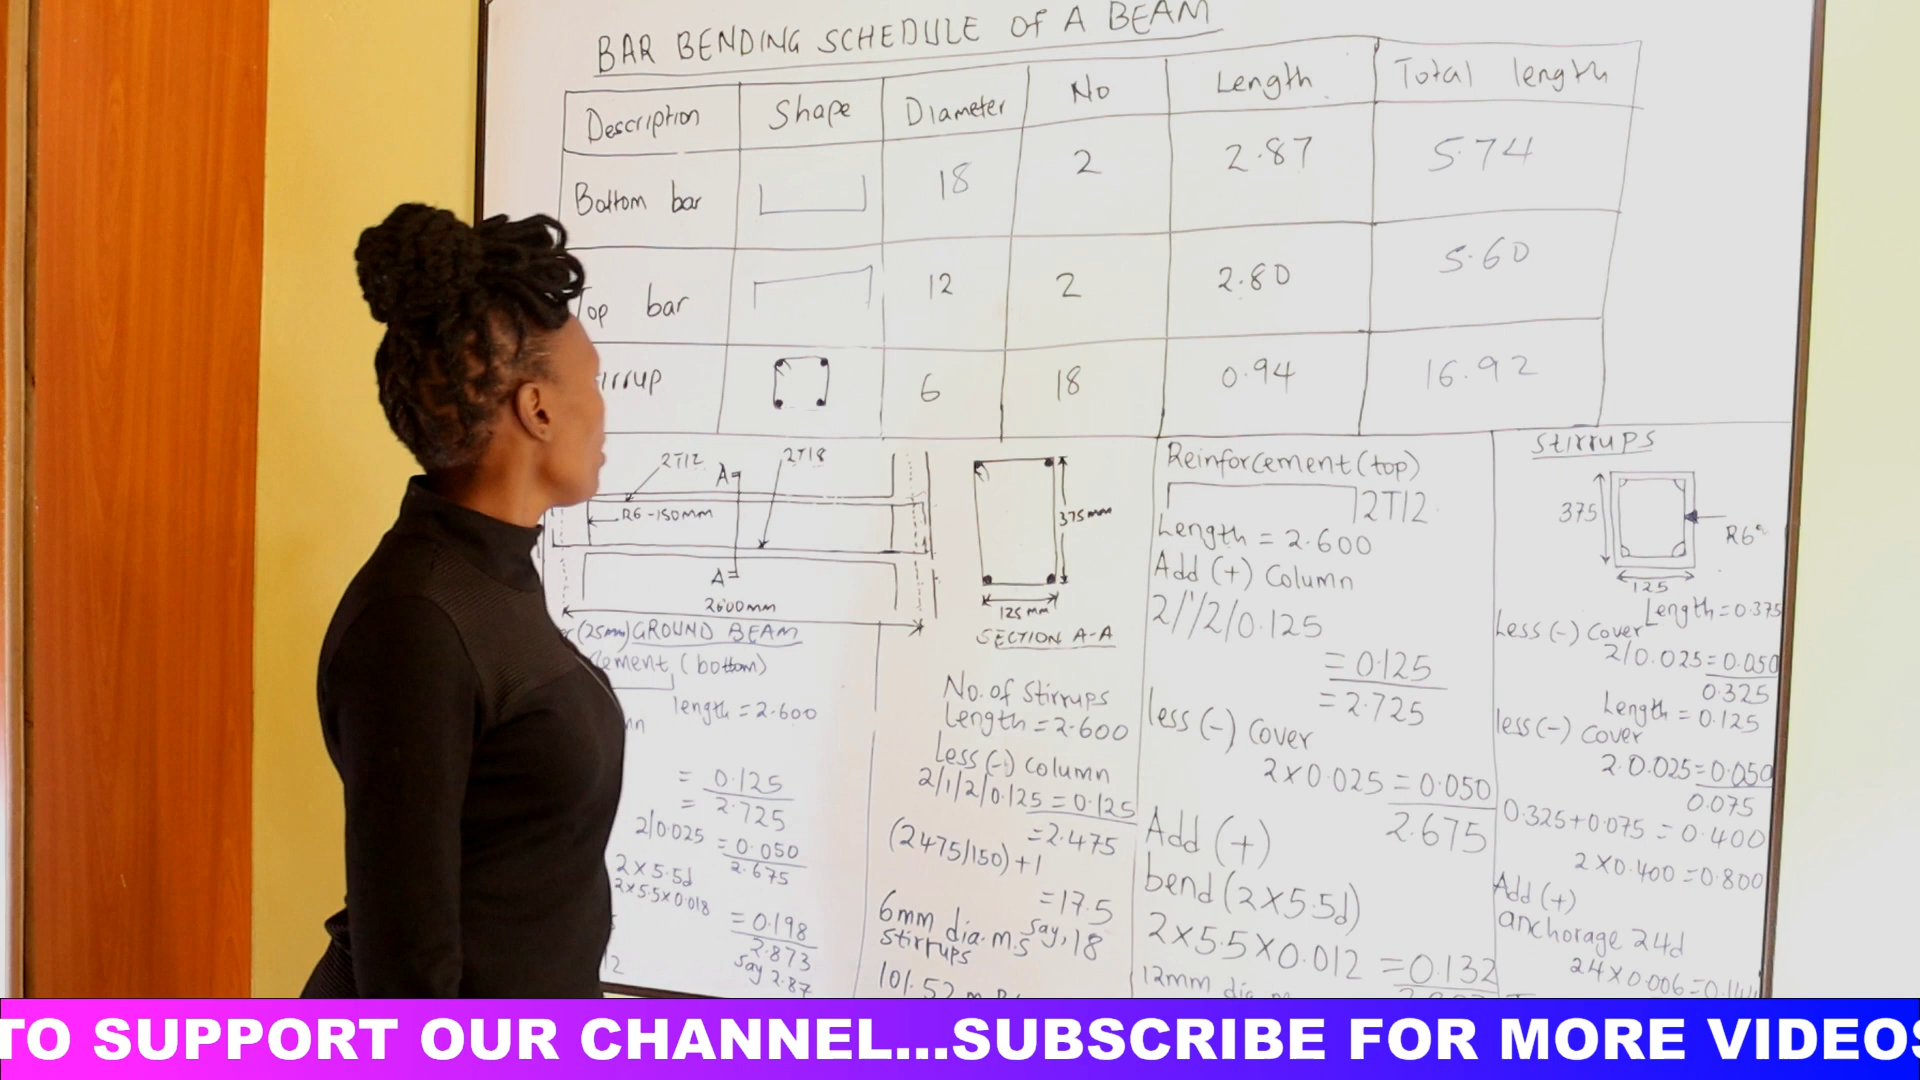 BAR BENDING SCHEDULE OF A BEAM
Description Shape Diameter No Length Total length
Bottom bar 18 2 2.87 5.74
Top bar 12 2 2.80 5.60
irrup 6 18 0.94 16.92
2T12
A
2T18
R6-150MM
A
2600mm
(25mm) GROUND BEAM
cement (bottom)
length = 2.600
= 0.125
= 2.725
2/0.025 = 0.050
2.675
2 x 5.5d
2x5.5x0.018
= 0.198
2.873
say 2.87
375mm
125mm
SECTION A-A
No. of Stirrups
Length = 2.600
Less (-) Column
2/1/2/0.125 = 0.125
= 2.475
(2475/150) + 1
= 17.5
say, 18
6mm dia. m.s
stirrups
Reinforcement (top)
2T12
Length = 2.600
Add (+) Column
2/1/2/0.125
= 0.125
= 2.725
less (-) Cover
2 x 0.025 = 0.050
2.675
Add (+)
bend (2x5.5d)
2x5.5x0.012 = 0.132
Stirrups
375
R6
125
Length = 0.375
Less (-) Cover
2/0.025 = 0.050
0.325
Length = 0.125
less (-) Cover
2.0.025 = 0.050
0.075
0.325+0.075 = 0.400
2 x 0.400 = 0.800
Add (+)
anchorage 24d
TO SUPPORT OUR CHANNEL...SUBSCRIBE FOR MORE VIDEOS